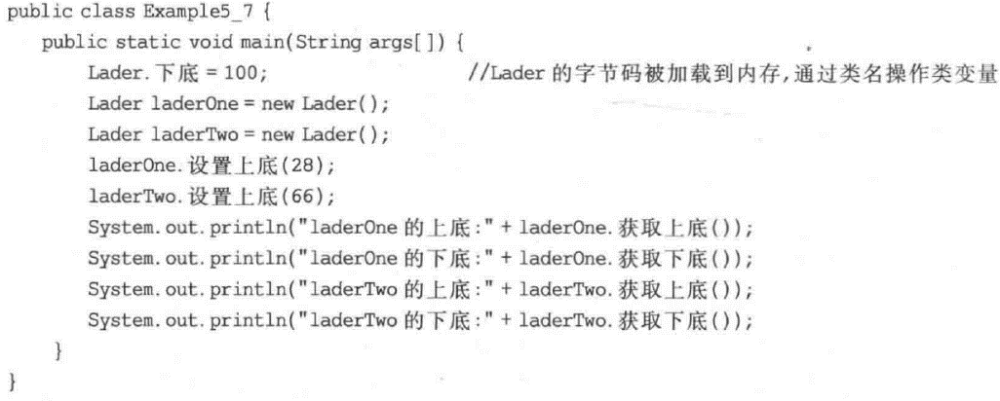 public class Example5_7 {
public static void main(String args[ ]) {
Lader.下底 = 100; //Lader 的字节码被加载到内存,通过类名操作类变量
Lader laderOne = new Lader();
Lader laderTwo = new Lader();
laderOne.设置上底(28);
laderTwo.设置上底(66);
System.out.println("laderOne 的上底:" + laderOne.获取上底());
System.out.println("laderOne 的下底:" + laderOne.获取下底());
System.out.println("laderTwo 的上底:" + laderTwo.获取上底());
System.out.println("laderTwo 的下底:" + laderTwo.获取下底());
}
}